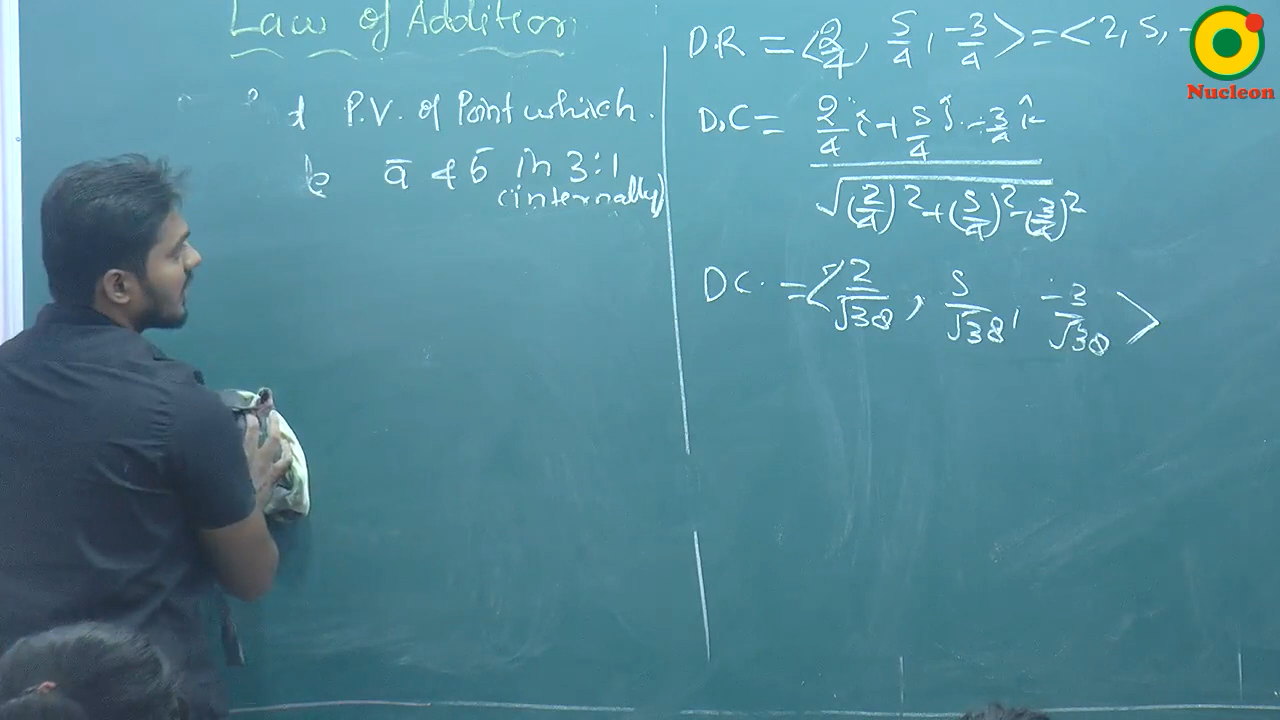 Law of Addition
P.V. of Point which.
ā & b̄ in 3:1
(internally)
D.R = <2/4, 5/4, -3/4> = <2, 5, -
D.C = (2/4 î + 5/4 ĵ - 3/4 k̂) / √((2/4)² + (5/4)² - (3/4)²)
DC. = <2/√38, 5/√38, -3/√38>
Nucleon